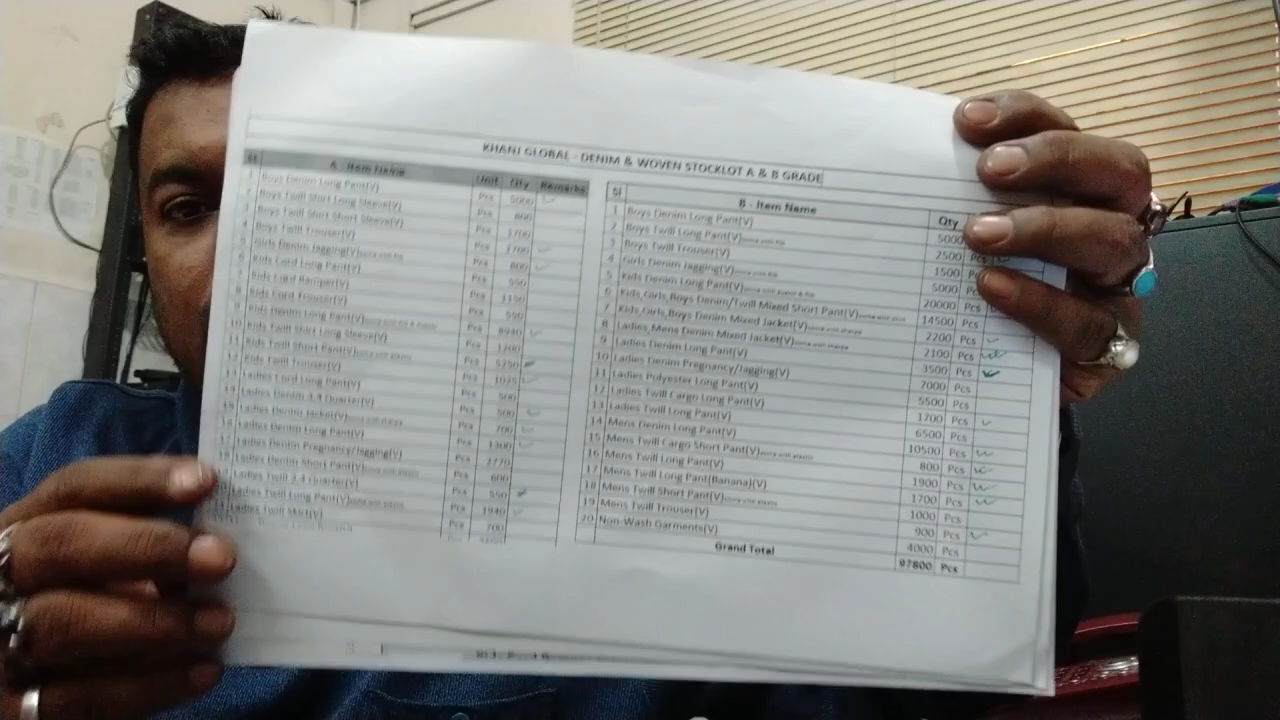 KHANJ GLOBAL - DENIM & WOVEN STOCKLOT A & B GRADE
Sl A - Item Name Unit Qty Remarks
1 Boys Denim Long Pant(V) Pcs 5000
2 Boys Twill Short Long Sleeve(V) Pcs 800
3 Boys Twill Short Short Sleeve(V) Pcs 1700
4 Boys Twill Trouser(V) Pcs 1700
5 Girls Denim Jagging(V) Pcs 800
6 Kids Cord Long Pant(V) Pcs 550
7 Kids Cord Ramper(V) Pcs 1150
8 Kids Cord Trouser(V) Pcs 550
9 Kids Denim Long Pant(V) Pcs 8940
10 Kids Twill Short Long Sleeve(V) Pcs 1200
11 Kids Twill Short Pant(V) Pcs 5250
12 Kids Twill Trouser(V) Pcs 1025
13 Ladies Cord Long Pant(V) Pcs 500
14 Ladies Denim 3.4 Quarter(V) Pcs 500
15 Ladies Denim Jacket(V) Pcs 700
16 Ladies Denim Long Pant(V) Pcs 1300
17 Ladies Denim Pregnancy/Jagging(V) Pcs 2770
18 Ladies Denim Short Pant(V) Pcs 600
Ladies Twill 3.4 Quarter(V) Pcs 550
Ladies Twill Long Pant(V) Pcs 1940
Ladies Twill Skirt(V) Pcs 700
Sl B - Item Name Qty
1 Boys Denim Long Pant(V) 5000
2 Boys Twill Long Pant(V) 2500 Pcs
3 Boys Twill Trouser(V) 1500 Pcs
4 Girls Denim Jagging(V) 5000 Pcs
5 Kids Denim Long Pant(V) 20000 Pcs
6 Kids,Girls,Boys Denim/Twill Mixed Short Pant(V) 14500 Pcs
7 Kids,Girls,Boys Denim Mixed Jacket(V) 2200 Pcs
8 Ladies,Mens Denim Mixed Jacket(V) 2100 Pcs
9 Ladies Denim Long Pant(V) 3500 Pcs
10 Ladies Denim Pregnancy/Jagging(V) 7000 Pcs
11 Ladies Polyester Long Pant(V) 5500 Pcs
12 Ladies Twill Cargo Long Pant(V) 1700 Pcs
13 Ladies Twill Long Pant(V) 6500 Pcs
14 Mens Denim Long Pant(V) 10500 Pcs
15 Mens Twill Cargo Short Pant(V) 800 Pcs
16 Mens Twill Long Pant(V) 1900 Pcs
17 Mens Twill Long Pant(Banana)(V) 1700 Pcs
18 Mens Twill Short Pant(V) 1000 Pcs
19 Mens Twill Trouser(V) 900 Pcs
20 Non-Wash Garments(V) 4000 Pcs
Grand Total 97800 Pcs